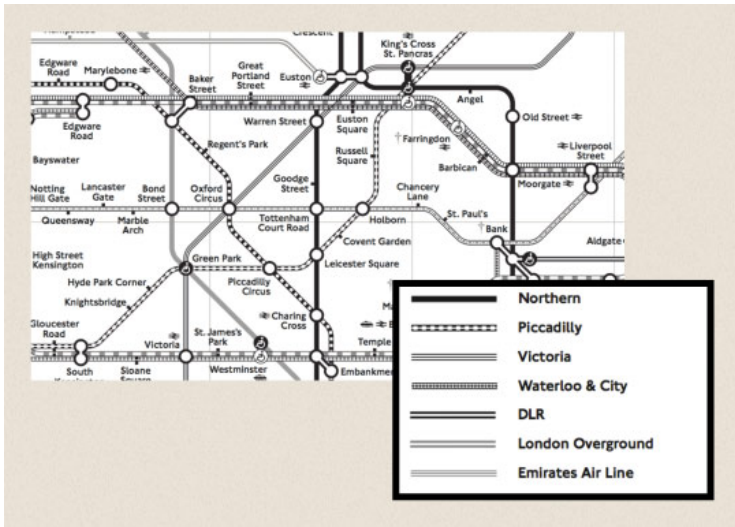 Crescent
King's Cross
St. Pancras
Edgware
Road
Marylebone
Baker
Street
Great
Portland
Street
Euston
Angel
Edgware
Road
Warren Street
Euston
Square
Old Street
Farringdon
Liverpool
Street
Regent's Park
Russell
Square
Barbican
Bayswater
Moorgate
Notting
Hill Gate
Lancaster
Gate
Bond
Street
Oxford
Circus
Goodge
Street
Chancery
Lane
Queensway
Marble
Arch
Tottenham
Court Road
Holborn
St. Paul's
Bank
Covent Garden
Aldgate
High Street
Kensington
Green Park
Leicester Square
Hyde Park Corner
Piccadilly
Circus
Knightsbridge
Gloucester
Road
Charing
Cross
Victoria
St. James's
Park
Temple
South
Sloane
Westminster
Embankme
Northern
Piccadilly
Victoria
Waterloo & City
DLR
London Overground
Emirates Air Line